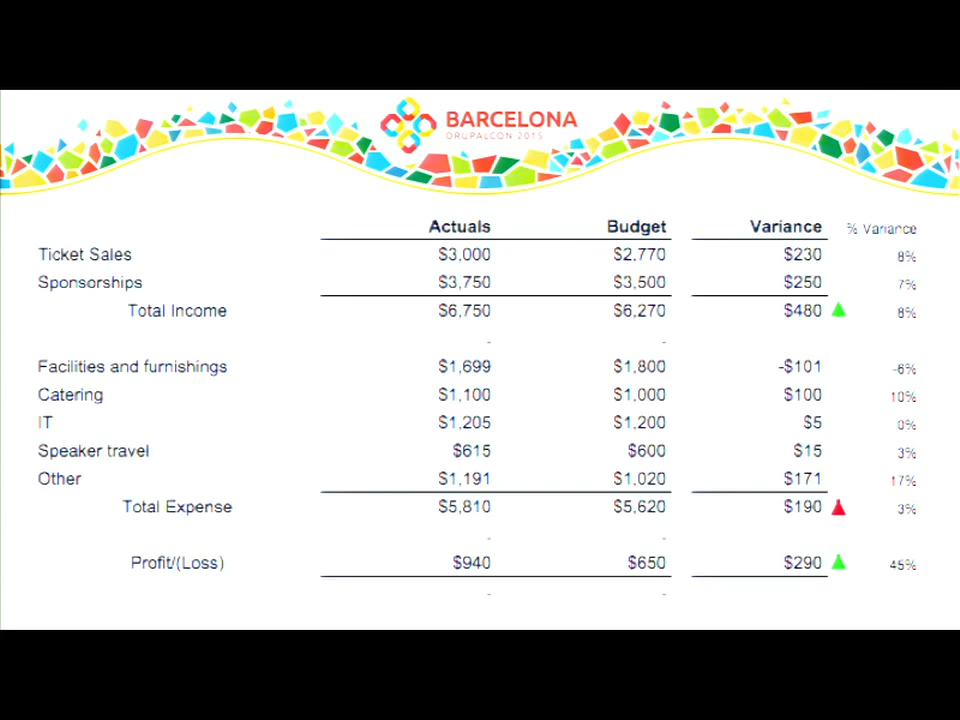 BARCELONA
DRUPALCON 2015
Actuals Budget Variance % Variance
Ticket Sales $3,000 $2,770 $230 8%
Sponsorships $3,750 $3,500 $250 7%
Total Income $6,750 $6,270 $480 8%
- -
Facilities and furnishings $1,699 $1,800 -$101 -6%
Catering $1,100 $1,000 $100 10%
IT $1,205 $1,200 $5 0%
Speaker travel $615 $600 $15 3%
Other $1,191 $1,020 $171 17%
Total Expense $5,810 $5,620 $190 3%
- -
Profit/(Loss) $940 $650 $290 45%
- -